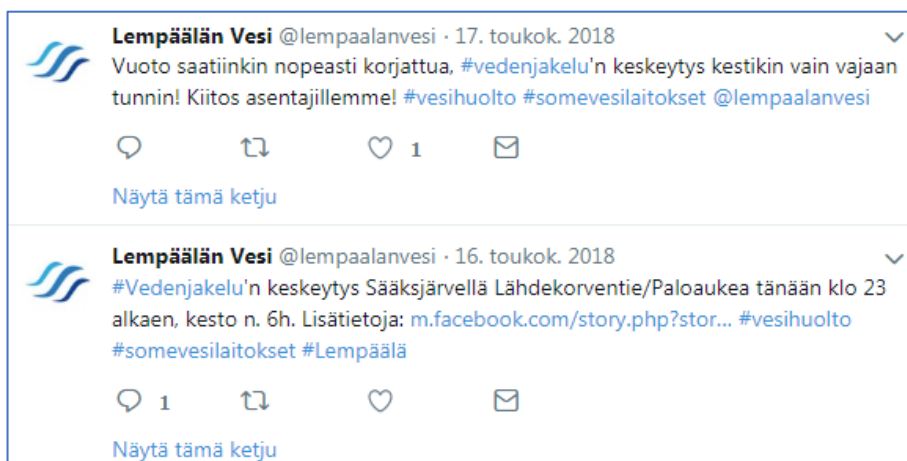 Lempäälän Vesi @lempaalanvesi · 17. toukok. 2018
Vuoto saatiinkin nopeasti korjattua, #vedenjakelu'n keskeytys kestikin vain vajaan
tunnin! Kiitos asentajillemme! #vesihuolto #somevesilaitokset @lempaalanvesi
1
Näytä tämä ketju
Lempäälän Vesi @lempaalanvesi · 16. toukok. 2018
#Vedenjakelu'n keskeytys Sääksjärvellä Lähdekorventie/Paloaukea tänään klo 23
alkaen, kesto n. 6h. Lisätietoja: m.facebook.com/story.php?stor... #vesihuolto
#somevesilaitokset #Lempäälä
1
Näytä tämä ketju